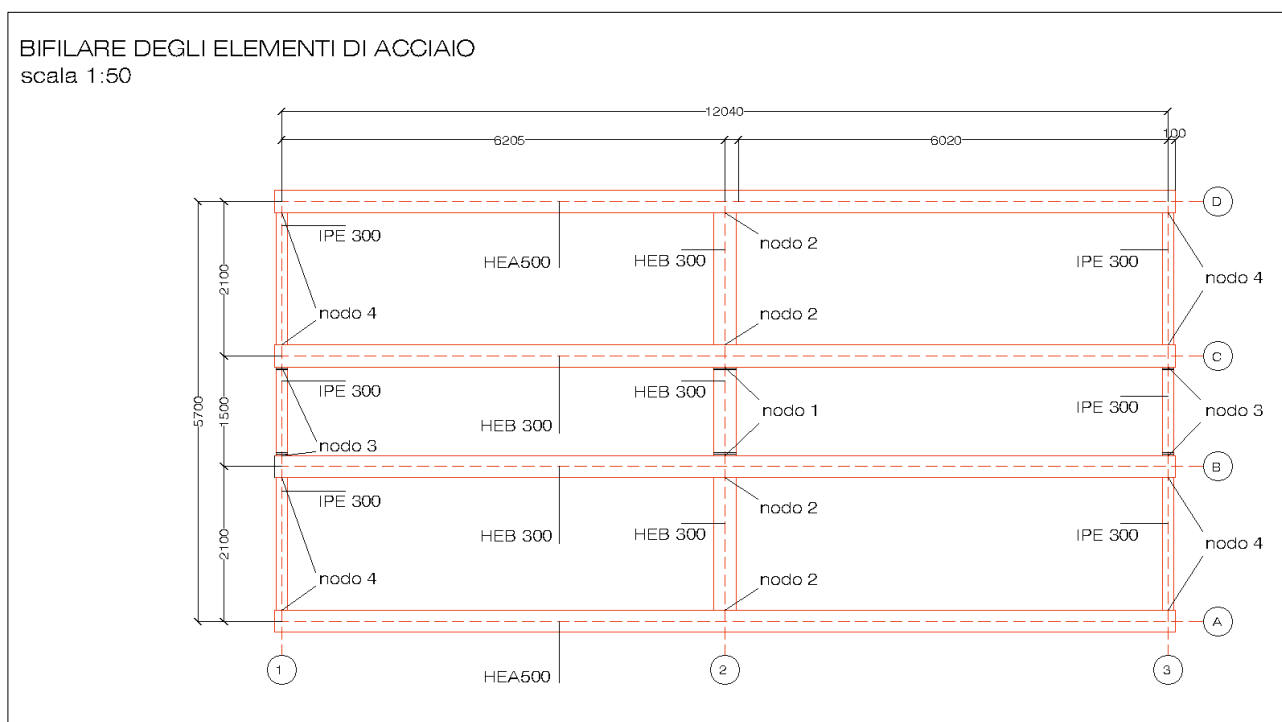 BIFILARE DEGLI ELEMENTI DI ACCIAIO
scala 1:50
12040
6205
6020
100
D
IPE 300
nodo 2
HEA500
HEB 300
IPE 300
nodo 4
2100
nodo 4
nodo 2
C
IPE 300
HEB 300
nodo 1
IPE 300
nodo 3
5700
1500
HEB 300
nodo 3
B
IPE 300
nodo 2
HEB 300
HEB 300
IPE 300
nodo 4
2100
nodo 4
nodo 2
A
1
HEA500
2
3